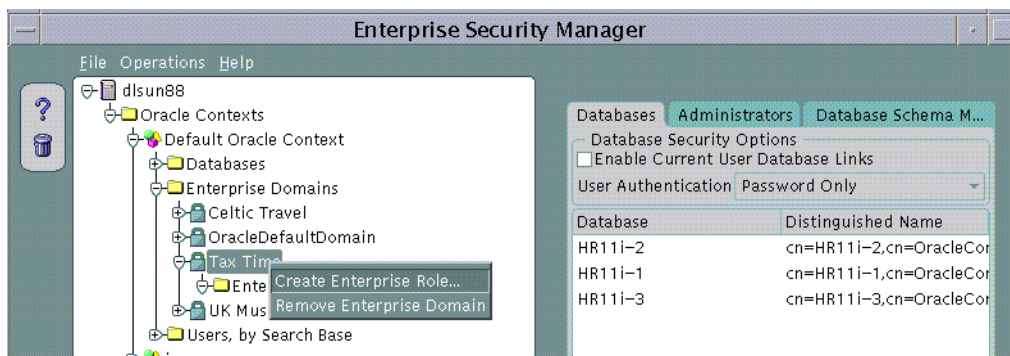 Enterprise Security Manager
File Operations Help
dlsun88
Oracle Contexts
Default Oracle Context
Databases
Enterprise Domains
Celtic Travel
OracleDefaultDomain
Tax Time
Create Enterprise Role...
Ente
Remove Enterprise Domain
UK Mus
Users, by Search Base
Databases Administrators Database Schema M...
Database Security Options
Enable Current User Database Links
User Authentication Password Only
Database Distinguished Name
HR11i-2 cn=HR11i-2,cn=OracleCor
HR11i-1 cn=HR11i-1,cn=OracleCor
HR11i-3 cn=HR11i-3,cn=OracleCor